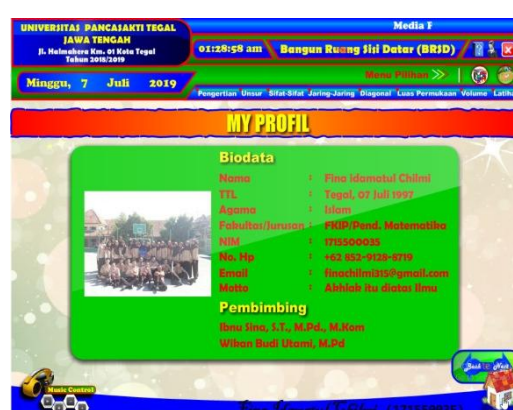 UNIVERSITAS PANCASAKTI TEGAL
JAWA TENGAH
Jl. Halmahera Km. 01 Kota Tegal
Tahun 2018/2019
Media
01:28:58 am
Bangun Ruang Sisi Datar (BRSD)
Minggu, 7 Juli 2019
Menu Pilihan >>
Pengertian Unsur Sifat-Sifat Jaring-Jaring Diagonal Luas Permukaan Volume
MY PROFIL
Biodata
Nama : Fina Idamatul Chilmi
TTL : Tegal, 07 Juli 1997
Agama : Islam
Fakultas/Jurusan : FKIP/Pend. Matematika
NIM : 1715500035
No. Hp : +62 852-9128-8719
Email : finachilmi315@gmail.com
Motto : Akhlak itu diatas Ilmu
Pembimbing
Ibnu Sina, S.T., M.Pd., M.Kom
Wikan Budi Utami, M.Pd
Back Next
Music Control